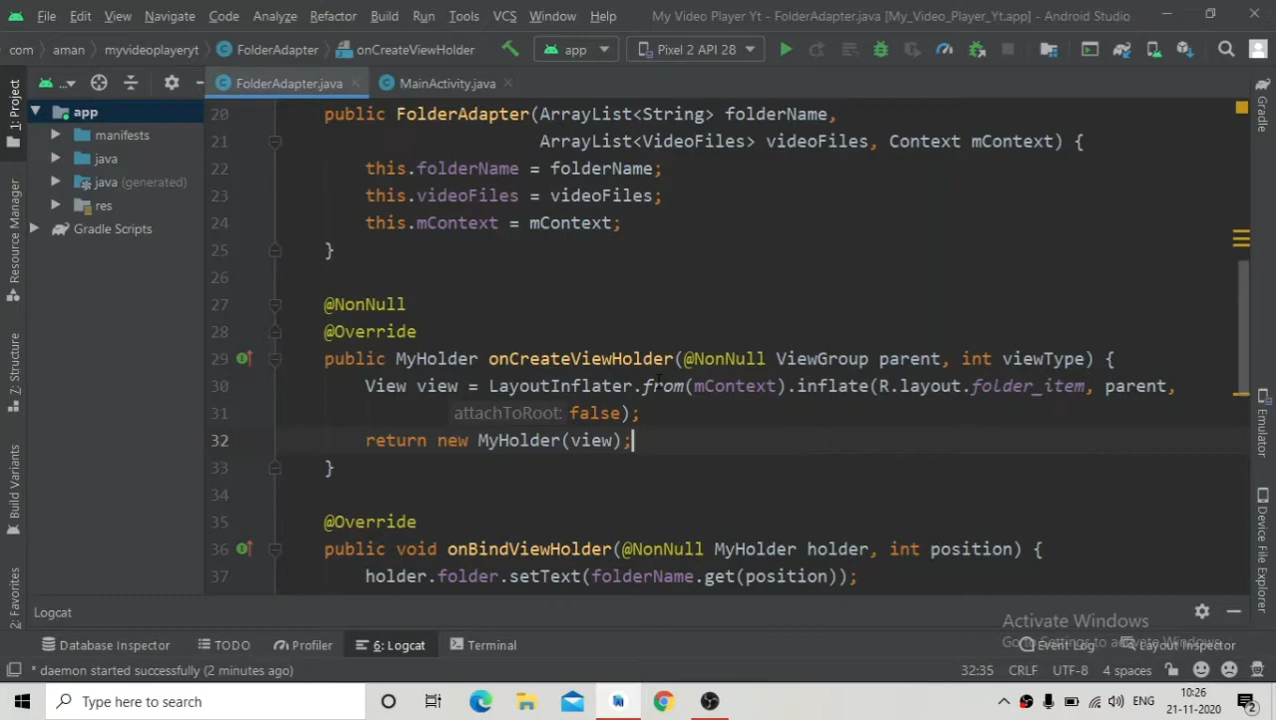 File Edit View Navigate Code Analyze Refactor Build Run Tools VCS Window Help My Video Player Yt - FolderAdapter.java [My_Video_Player_Yt.app] - Android Studio
com aman myvideoplayeryt FolderAdapter onCreateViewHolder app Pixel 2 API 28
... FolderAdapter.java MainActivity.java
1: Project
Resource Manager
7: Structure
Build Variants
2: Favorites
app
manifests
java
java (generated)
res
Gradle Scripts
20 public FolderAdapter(ArrayList<String> folderName,
21 ArrayList<VideoFiles> videoFiles, Context mContext) {
22 this.folderName = folderName;
23 this.videoFiles = videoFiles;
24 this.mContext = mContext;
25 }
26
27 @NonNull
28 @Override
29 public MyHolder onCreateViewHolder(@NonNull ViewGroup parent, int viewType) {
30 View view = LayoutInflater.from(mContext).inflate(R.layout.folder_item, parent,
31 attachToRoot: false);
32 return new MyHolder(view);
33 }
34
35 @Override
36 public void onBindViewHolder(@NonNull MyHolder holder, int position) {
37 holder.folder.setText(folderName.get(position));
Gradle
Emulator
Device File Explorer
Logcat
Activate Windows
Go to Settings to activate Windows.
Database Inspector TODO Profiler 6: Logcat Terminal Event Log Layout Inspector
* daemon started successfully (2 minutes ago) 32:35 CRLF UTF-8 4 spaces
Type here to search ENG 10:26
21-11-2020 2